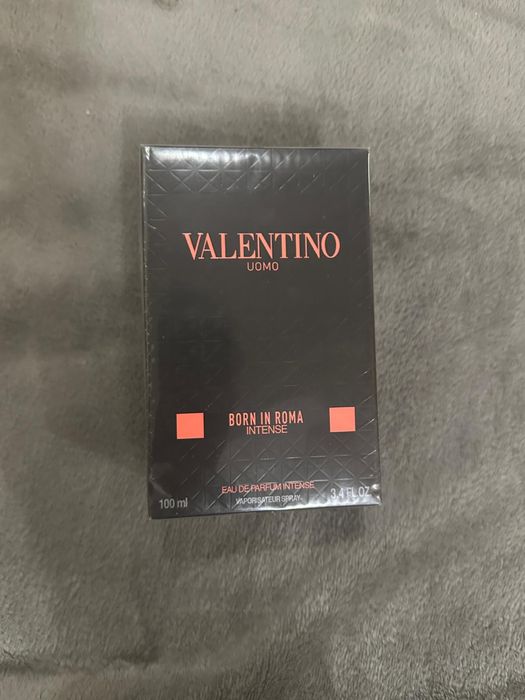 VALENTINO
UOMO
BORN IN ROMA
INTENSE
EAU DE PARFUM INTENSE
VAPORISATEUR SPRAY
100 ml
3.4 FL.OZ